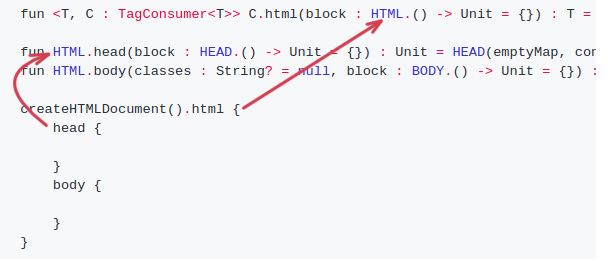 fun <T, C : TagConsumer<T>> C.html(block : HTML.() -> Unit = {}) : T =
fun HTML.head(block : HEAD.() -> Unit = {}) : Unit = HEAD(emptyMap, con
fun HTML.body(classes : String? = null, block : BODY.() -> Unit = {}) :
createHTMLDocument().html {
head {
}
body {
}
}